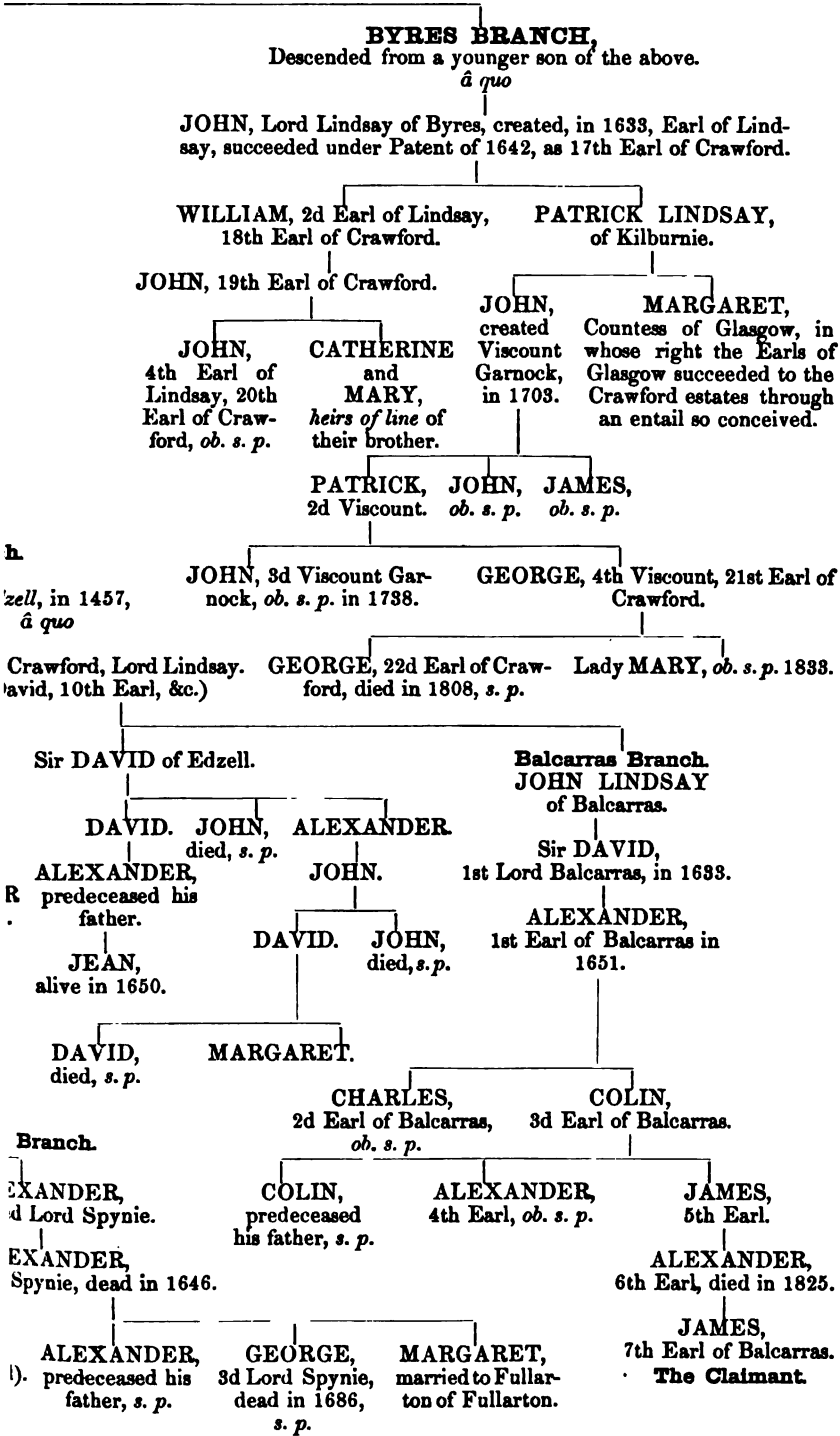 BYRES BRANCH,
Descended from a younger son of the above.
â quo
JOHN, Lord Lindsay of Byres, created, in 1633, Earl of Lind-
say, succeeded under Patent of 1642, as 17th Earl of Crawford.
WILLIAM, 2d Earl of Lindsay,
18th Earl of Crawford.
PATRICK LINDSAY,
of Kilburnie.
JOHN, 19th Earl of Crawford.
JOHN,
created
Viscount
Garnock,
in 1703.
MARGARET,
Countess of Glasgow, in
whose right the Earls of
Glasgow succeeded to the
Crawford estates through
an entail so conceived.
JOHN,
4th Earl of
Lindsay, 20th
Earl of Craw-
ford, ob. s. p.
CATHERINE
and
MARY,
heirs of line of
their brother.
PATRICK,
2d Viscount.
JOHN,
ob. s. p.
JAMES,
ob. s. p.
h.
zell, in 1457,
â quo
JOHN, 3d Viscount Gar-
nock, ob. s. p. in 1738.
GEORGE, 4th Viscount, 21st Earl of
Crawford.
Crawford, Lord Lindsay.
avid, 10th Earl, &c.)
GEORGE, 22d Earl of Craw-
ford, died in 1808, s. p.
Lady MARY, ob. s. p. 1833.
Sir DAVID of Edzell.
Balcarras Branch.
JOHN LINDSAY
of Balcarras.
DAVID.
JOHN,
died, s. p.
ALEXANDER.
Sir DAVID,
1st Lord Balcarras, in 1633.
R
.
ALEXANDER,
predeceased his
father.
JOHN.
ALEXANDER,
1st Earl of Balcarras in
1651.
JEAN,
alive in 1650.
DAVID.
JOHN,
died, s. p.
DAVID,
died, s. p.
MARGARET.
CHARLES,
2d Earl of Balcarras,
ob. s. p.
COLIN,
3d Earl of Balcarras.
Branch.
EXANDER,
d Lord Spynie.
COLIN,
predeceased
his father, s. p.
ALEXANDER,
4th Earl, ob. s. p.
JAMES,
5th Earl.
EXANDER,
Spynie, dead in 1646.
ALEXANDER,
6th Earl, died in 1825.
l).
ALEXANDER,
predeceased his
father, s. p.
GEORGE,
3d Lord Spynie,
dead in 1686,
s. p.
MARGARET,
married to Fullar-
ton of Fullarton.
JAMES,
7th Earl of Balcarras.
The Claimant.